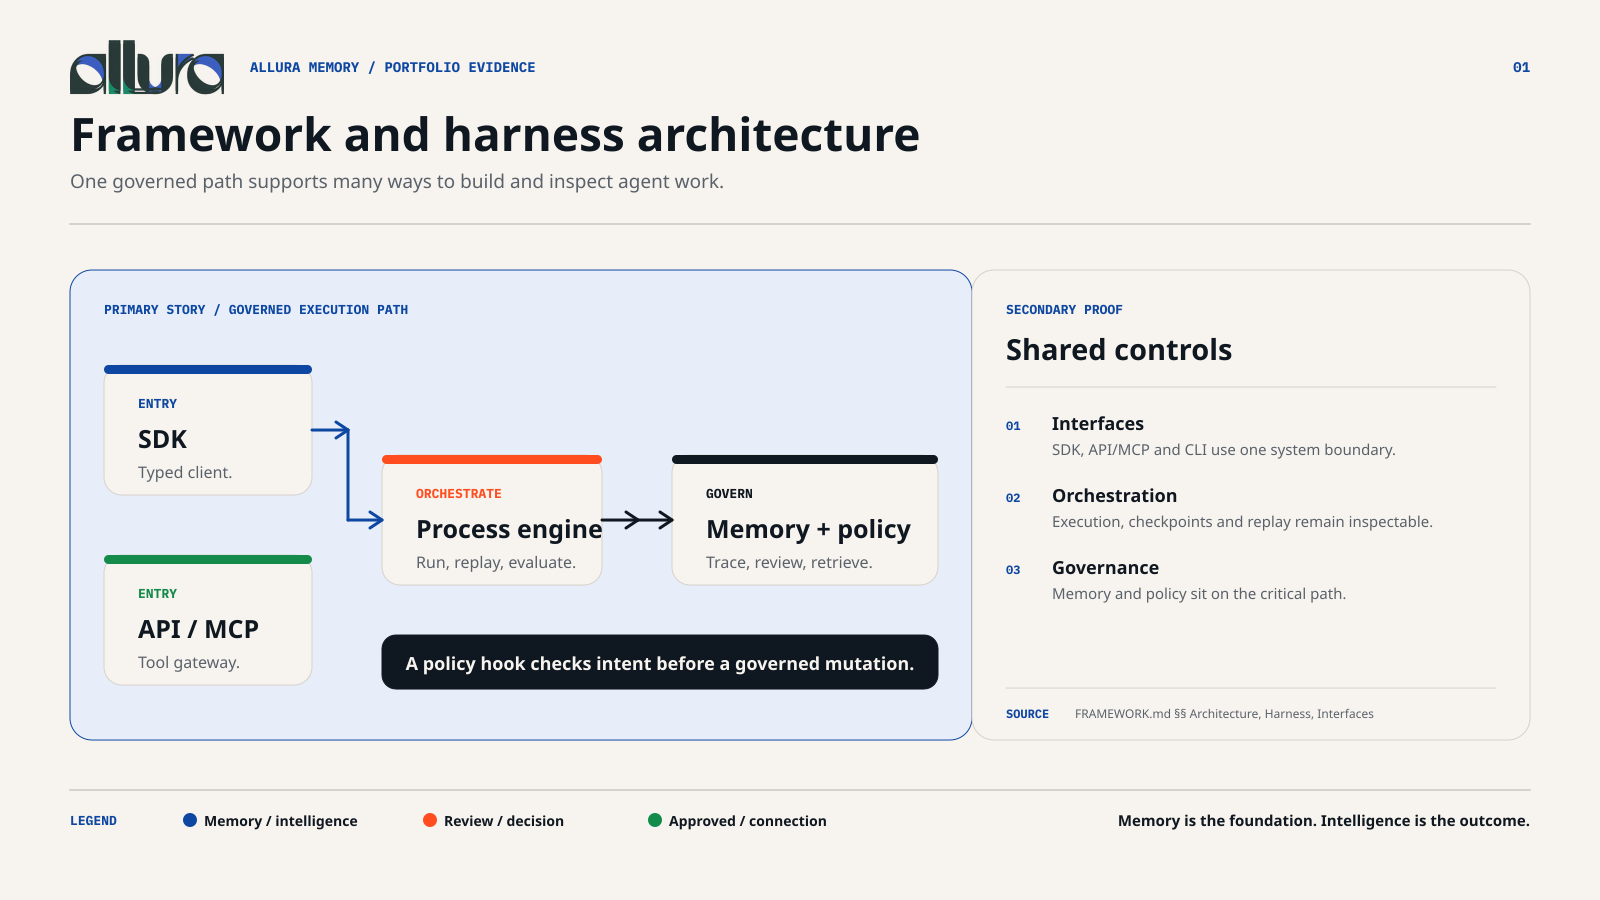 allura
ALLURA MEMORY / PORTFOLIO EVIDENCE
01
Framework and harness architecture
One governed path supports many ways to build and inspect agent work.
PRIMARY STORY / GOVERNED EXECUTION PATH
ENTRY
SDK
Typed client.
ENTRY
API / MCP
Tool gateway.
ORCHESTRATE
Process engine
Run, replay, evaluate.
GOVERN
Memory + policy
Trace, review, retrieve.
A policy hook checks intent before a governed mutation.
SECONDARY PROOF
Shared controls
01 Interfaces
SDK, API/MCP and CLI use one system boundary.
02 Orchestration
Execution, checkpoints and replay remain inspectable.
03 Governance
Memory and policy sit on the critical path.
SOURCE FRAMEWORK.md §§ Architecture, Harness, Interfaces
LEGEND Memory / intelligence Review / decision Approved / connection
Memory is the foundation. Intelligence is the outcome.